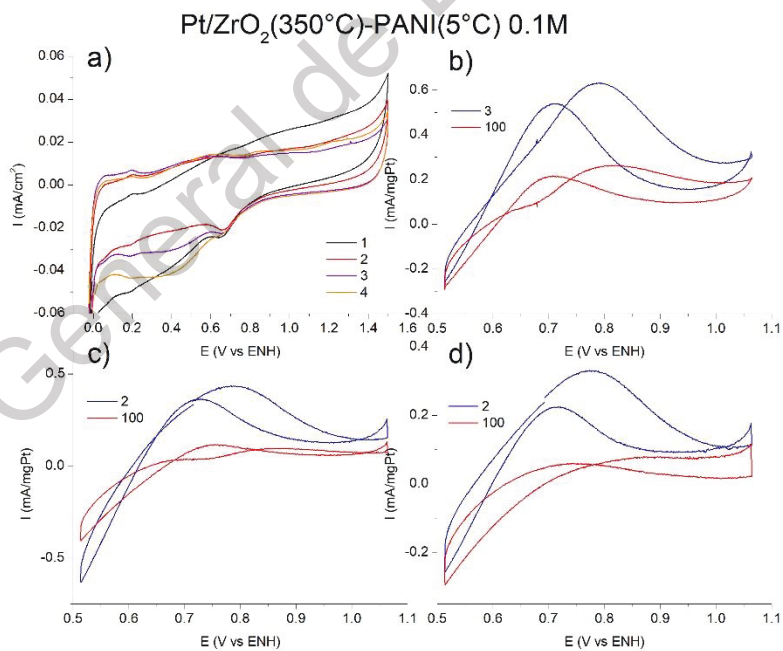 Pt/ZrO2(350°C)-PANI(5°C) 0.1M
General de
a)
0.06
0.04
0.02
0.00
-0.02
-0.04
-0.06
I (mA/cm²)
1
2
3
4
0.0 0.2 0.4 0.6 0.8 1.0 1.2 1.4 1.6
E (V vs ENH)
b)
0.6
0.4
0.2
0.0
-0.2
-0.4
I (mA/mgPt)
3
100
0.5 0.6 0.7 0.8 0.9 1.0 1.1
E (V vs ENH)
c)
0.5
0.0
-0.5
I (mA/mgPt)
2
100
0.5 0.6 0.7 0.8 0.9 1.0 1.1
E (V vs ENH)
d)
0.4
0.2
0.0
-0.2
I (mA/mgPt)
2
100
0.5 0.6 0.7 0.8 0.9 1.0 1.1
E (V vs ENH)